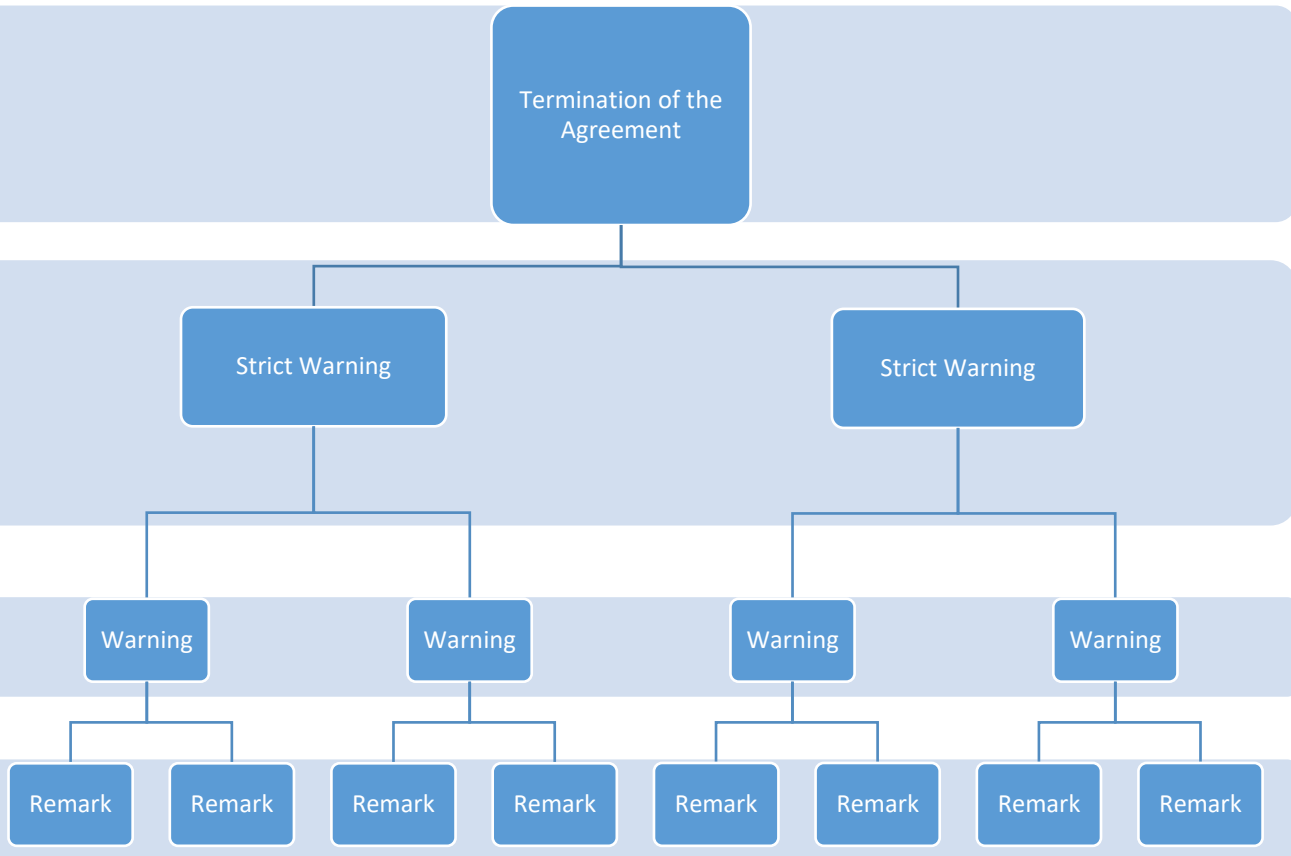 Termination of the
Agreement
Strict Warning
Strict Warning
Warning
Warning
Warning
Warning
Remark
Remark
Remark
Remark
Remark
Remark
Remark
Remark